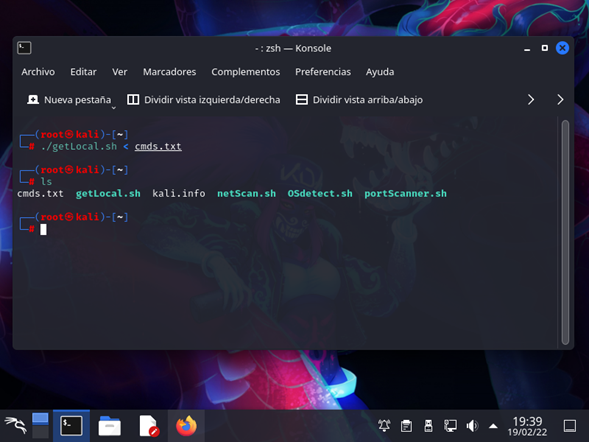 - : zsh — Konsole
Archivo Editar Ver Marcadores Complementos Preferencias Ayuda
Nueva pestaña Dividir vista izquierda/derecha Dividir vista arriba/abajo
┌──(root㉿kali)-[~]
└─# ./getLocal.sh < cmds.txt
┌──(root㉿kali)-[~]
└─# ls
cmds.txt getLocal.sh kali.info netScan.sh OSdetect.sh portScanner.sh
┌──(root㉿kali)-[~]
└─#
19:39
19/02/22